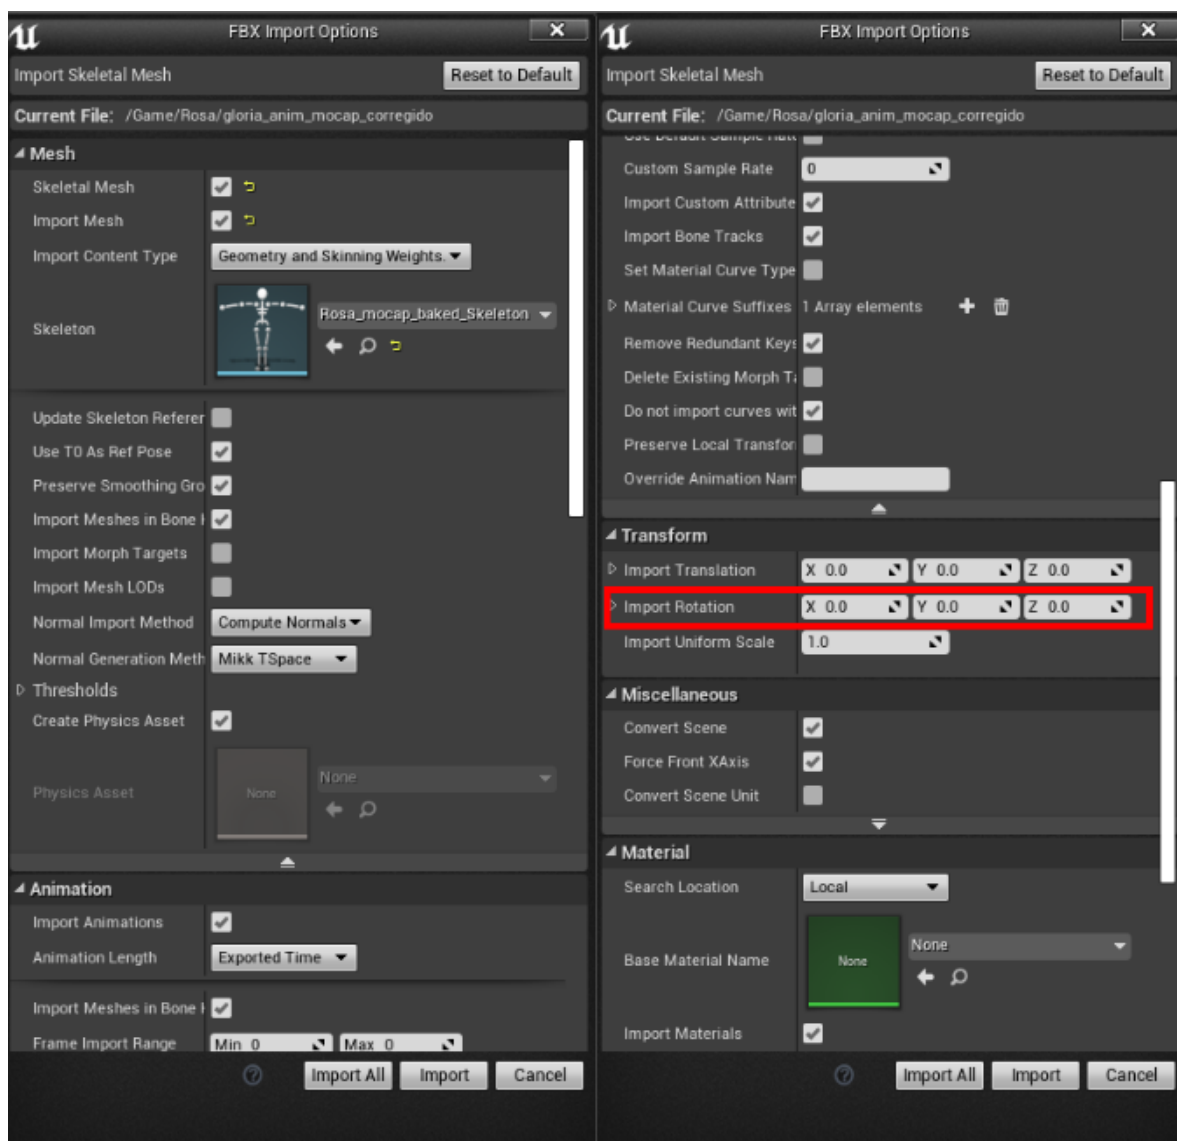 FBX Import Options
Import Skeletal Mesh
Reset to Default
Current File: /Game/Rosa/gloria_anim_mocap_corregido
Mesh
Skeletal Mesh
Import Mesh
Import Content Type Geometry and Skinning Weights.
Skeleton Rosa_mocap_baked_Skeleton
Update Skeleton Referer
Use T0 As Ref Pose
Preserve Smoothing Gro
Import Meshes in Bone
Import Morph Targets
Import Mesh LODs
Normal Import Method Compute Normals
Normal Generation Meth Mikk TSpace
Thresholds
Create Physics Asset
Physics Asset None None
Animation
Import Animations
Animation Length Exported Time
Import Meshes in Bone
Frame Import Range Min 0 Max 0
Import All Import Cancel
FBX Import Options
Import Skeletal Mesh
Reset to Default
Current File: /Game/Rosa/gloria_anim_mocap_corregido
Use Default Sample Rate
Custom Sample Rate 0
Import Custom Attribute
Import Bone Tracks
Set Material Curve Type
Material Curve Suffixes 1 Array elements
Remove Redundant Keys
Delete Existing Morph Ta
Do not import curves wit
Preserve Local Transfor
Override Animation Nam
Transform
Import Translation X 0.0 Y 0.0 Z 0.0
Import Rotation X 0.0 Y 0.0 Z 0.0
Import Uniform Scale 1.0
Miscellaneous
Convert Scene
Force Front XAxis
Convert Scene Unit
Material
Search Location Local
Base Material Name None None
Import Materials
Import All Import Cancel